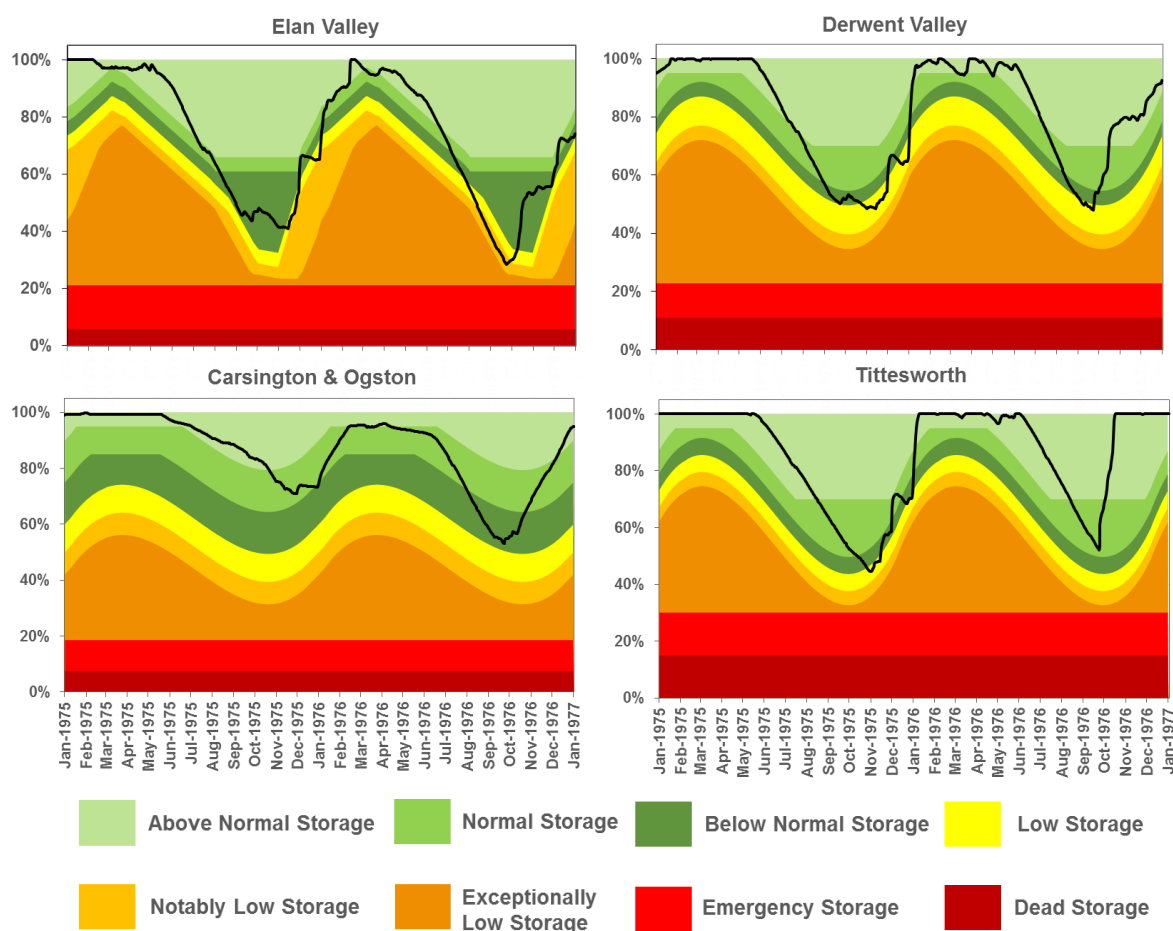 Elan Valley
100%
80%
60%
40%
20%
0%
Derwent Valley
100%
80%
60%
40%
20%
0%
Carsington & Ogston
100%
80%
60%
40%
20%
0%
Jan-1975
Feb-1975
Mar-1975
Apr-1975
May-1975
Jun-1975
Jul-1975
Aug-1975
Sep-1975
Oct-1975
Nov-1975
Dec-1975
Jan-1976
Feb-1976
Mar-1976
Apr-1976
May-1976
Jun-1976
Jul-1976
Aug-1976
Sep-1976
Oct-1976
Nov-1976
Dec-1976
Jan-1977
Tittesworth
100%
80%
60%
40%
20%
0%
Jan-1975
Feb-1975
Mar-1975
Apr-1975
May-1975
Jun-1975
Jul-1975
Aug-1975
Sep-1975
Oct-1975
Nov-1975
Dec-1975
Jan-1976
Feb-1976
Mar-1976
Apr-1976
May-1976
Jun-1976
Jul-1976
Aug-1976
Sep-1976
Oct-1976
Nov-1976
Dec-1976
Jan-1977
Above Normal Storage
Normal Storage
Below Normal Storage
Low Storage
Notably Low Storage
Exceptionally
Low Storage
Emergency Storage
Dead Storage